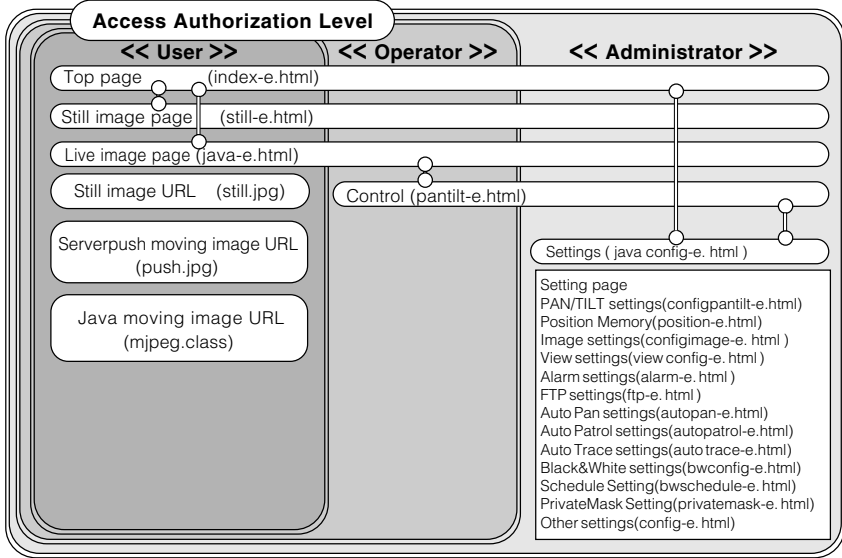 Access Authorization Level
<< User >>
<< Operator >>
<< Administrator >>
Top page (index-e.html)
Still image page (still-e.html)
Live image page (java-e.html)
Still image URL (still.jpg)
Control (pantilt-e.html)
Serverpush moving image URL
(push.jpg)
Settings ( java config-e. html )
Java moving image URL
(mjpeg.class)
Setting page
PAN/TILT settings(configpantilt-e.html)
Position Memory(position-e.html)
Image settings(configimage-e. html )
View settings(view config-e. html )
Alarm settings(alarm-e. html )
FTP settings(ftp-e. html )
Auto Pan settings(autopan-e.html)
Auto Patrol settings(autopatrol-e.html)
Auto Trace settings(auto trace-e.html)
Black&White settings(bwconfig-e.html)
Schedule Setting(bwschedule-e. html)
PrivateMask Setting(privatemask-e. html)
Other settings(config-e. html)